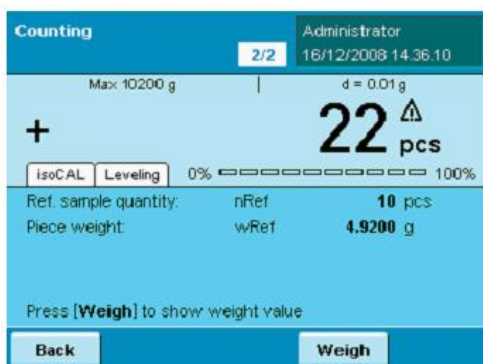 Counting
Administrator
2/2
16/12/2008 14.36.10
Max 10200 g
d = 0.01 g
+ 22 pcs
isoCAL Leveling 0% 100%
Ref. sample quantity: nRef 10 pcs
Piece weight: wRef 4.9200 g
Press [Weigh] to show weight value
Back Weigh